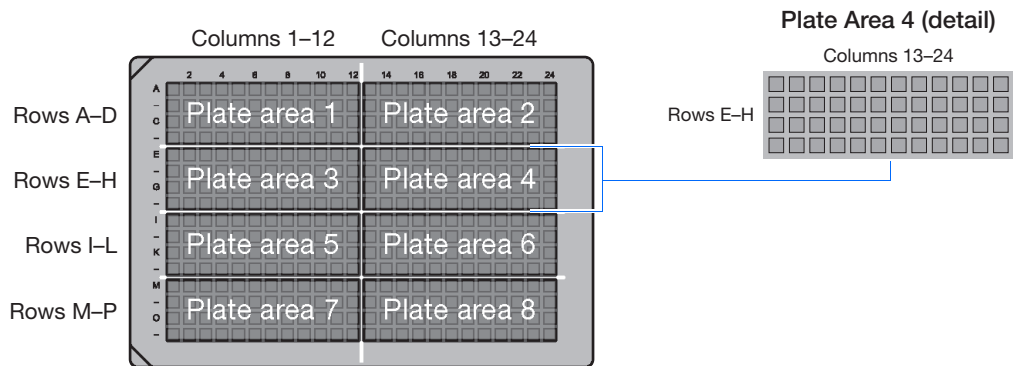 Plate Area 4 (detail)
Columns 1–12 Columns 13–24
Columns 13–24
2 4 6 8 10 12 14 16 18 20 22 24
A
Rows A–D
–
C
–
Plate area 1 Plate area 2
Rows E–H
E
Rows E–H
–
G
–
Plate area 3 Plate area 4
I
Rows I–L
–
K
–
Plate area 5 Plate area 6
M
Rows M–P
–
O
–
Plate area 7 Plate area 8